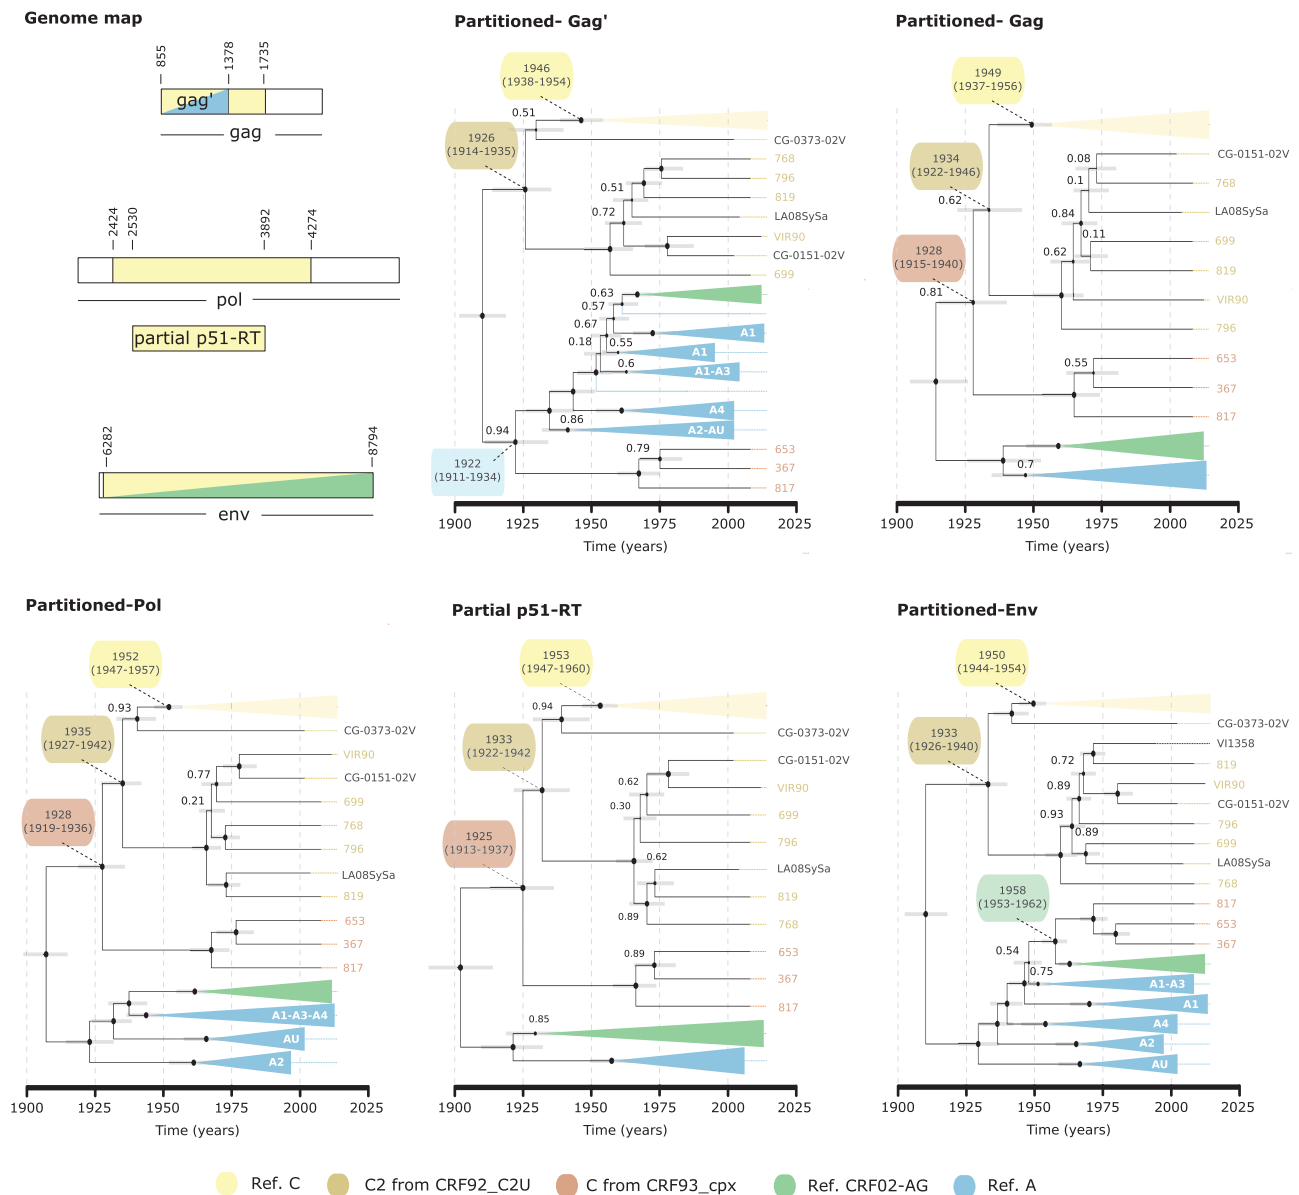 Genome map
855
1378
1735
gag'
gag
2424
2530
3892
4274
pol
partial p51-RT
6282
8794
env
Partitioned- Gag'
1946
(1938-1954)
0.51
1926
(1914-1935)
CG-0373-02V
768
796
0.51
819
0.72
LA08SySa
VIR90
CG-0151-02V
699
0.63
0.57
0.67
A1
0.18
0.55
A1
0.6
A1-A3
A4
0.86
A2-AU
0.94
0.79
653
1922
(1911-1934)
367
817
1900
1925
1950
1975
2000
2025
Time (years)
Partitioned- Gag
1949
(1937-1956)
1934
(1922-1946)
0.08
CG-0151-02V
0.1
768
0.62
0.84
LA08SySa
0.11
699
1928
(1915-1940)
0.62
819
0.81
VIR90
796
653
0.55
367
817
0.7
1900
1925
1950
1975
2000
2025
Time (years)
Partitioned-Pol
1952
(1947-1957)
0.93
CG-0373-02V
1935
(1927-1942)
VIR90
0.77
CG-0151-02V
0.21
699
1928
(1919-1936)
768
796
LA08SySa
819
653
367
817
A1-A3-A4
AU
A2
1900
1925
1950
1975
2000
2025
Time (years)
Partial p51-RT
1953
(1947-1960)
0.94
CG-0373-02V
1933
(1922-1942
CG-0151-02V
0.62
VIR90
0.30
699
1925
(1913-1937)
796
0.62
LA08SySa
819
0.89
768
0.89
653
367
817
0.85
1900
1925
1950
1975
2000
2025
Time (years)
Partitioned-Env
1950
(1944-1954)
CG-0373-02V
1933
(1926-1940)
VI1358
0.72
819
0.89
VIR90
CG-0151-02V
0.93
796
0.89
699
LA08SySa
768
1958
(1953-1962)
817
653
367
0.54
0.75
A1-A3
A1
A4
A2
AU
1900
1925
1950
1975
2000
2025
Time (years)
Ref. C
C2 from CRF92_C2U
C from CRF93_cpx
Ref. CRF02-AG
Ref. A